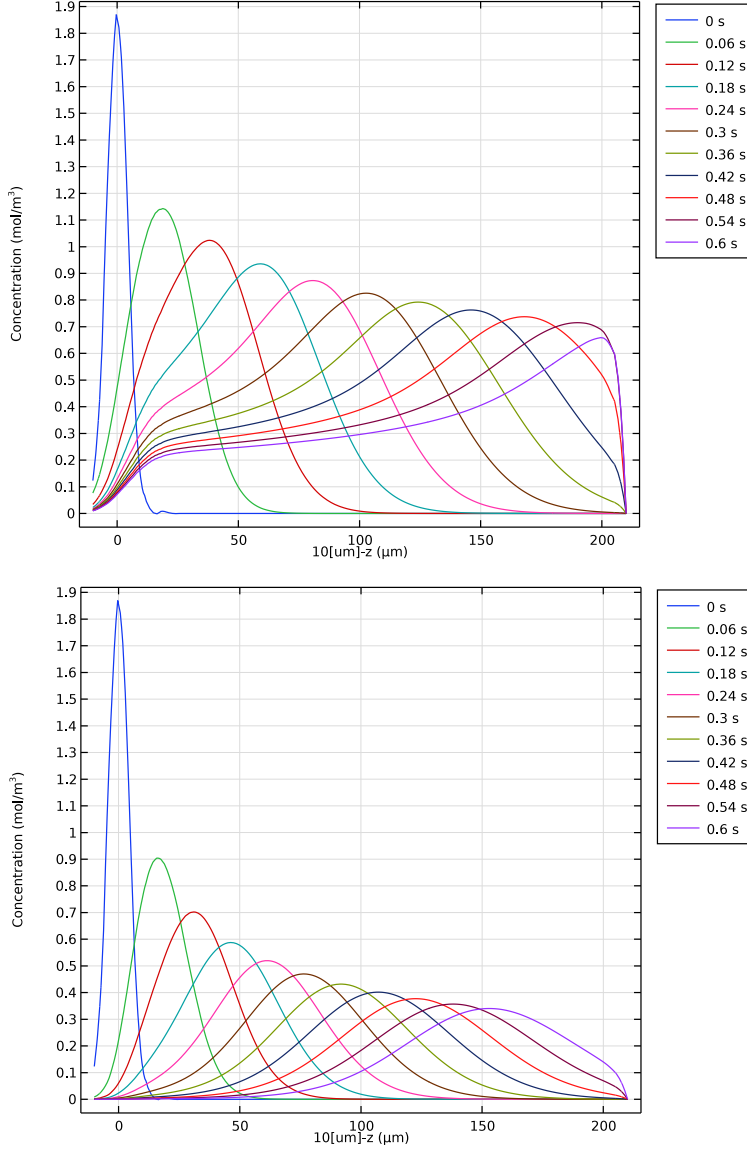 1.9
1.8
1.7
1.6
1.5
1.4
1.3
1.2
1.1
1
0.9
0.8
0.7
0.6
0.5
0.4
0.3
0.2
0.1
0
Concentration (mol/m³)
0 50 100 150 200
10[um]-z (µm)
0 s
0.06 s
0.12 s
0.18 s
0.24 s
0.3 s
0.36 s
0.42 s
0.48 s
0.54 s
0.6 s
1.9
1.8
1.7
1.6
1.5
1.4
1.3
1.2
1.1
1
0.9
0.8
0.7
0.6
0.5
0.4
0.3
0.2
0.1
0
Concentration (mol/m³)
0 50 100 150 200
10[um]-z (µm)
0 s
0.06 s
0.12 s
0.18 s
0.24 s
0.3 s
0.36 s
0.42 s
0.48 s
0.54 s
0.6 s